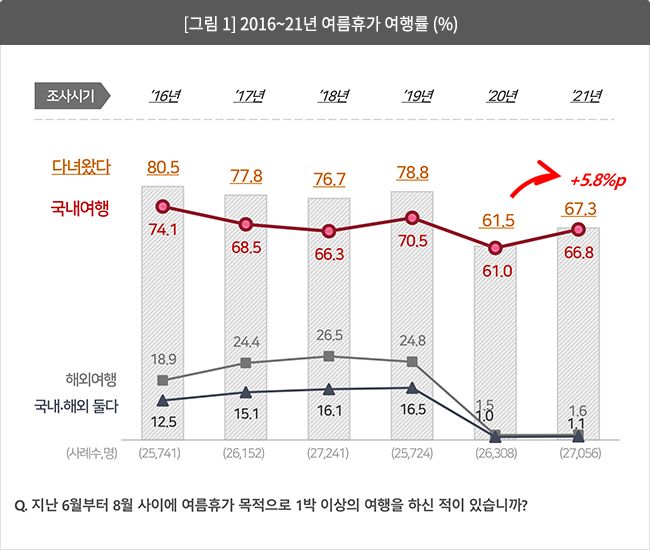 [그림 1] 2016~21년 여름휴가 여행률 (%)
조사시기 '16년 '17년 '18년 '19년 '20년 '21년
다녀왔다 80.5 77.8 76.7 78.8 61.5 67.3 +5.8%p
국내여행 74.1 68.5 66.3 70.5 61.0 66.8
해외여행 18.9 24.4 26.5 24.8 1.5 1.6
국내·해외 둘다 12.5 15.1 16.1 16.5 1.0 1.1
(사례수,명) (25,741) (26,152) (27,241) (25,724) (26,308) (27,056)
Q. 지난 6월부터 8월 사이에 여름휴가 목적으로 1박 이상의 여행을 하신 적이 있습니까?